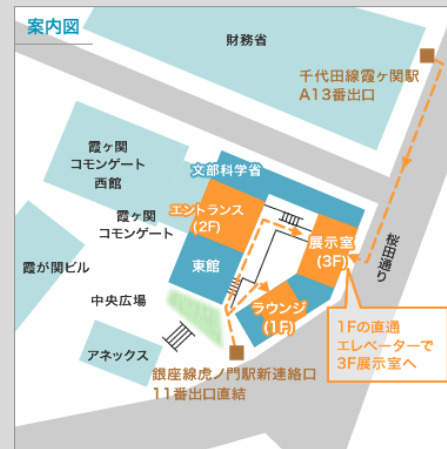 案内図
財務省
千代田線霞ヶ関駅
A13番出口
霞ヶ関
コモンゲート
西館
文部科学省
エントランス
(2F)
霞ヶ関
コモンゲート
展示室
(3F)
桜田通り
東館
霞が関ビル
中央広場
ラウンジ
(1F)
アネックス
1Fの直通
エレベーターで
3F展示室へ
銀座線虎ノ門駅新連絡口
11番出口直結